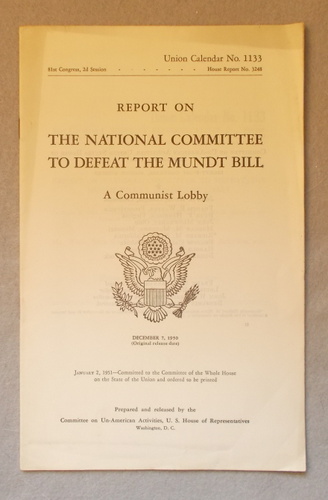 Union Calendar No. 1133
81st Congress, 2d Session - - - - - - - House Report No. 3248
REPORT ON
THE NATIONAL COMMITTEE
TO DEFEAT THE MUNDT BILL
A Communist Lobby
DECEMBER 7, 1950
(Original release date)
JANUARY 2, 1951—Committed to the Committee of the Whole House
on the State of the Union and ordered to be printed
Prepared and released by the
Committee on Un-American Activities, U. S. House of Representatives
Washington, D. C.